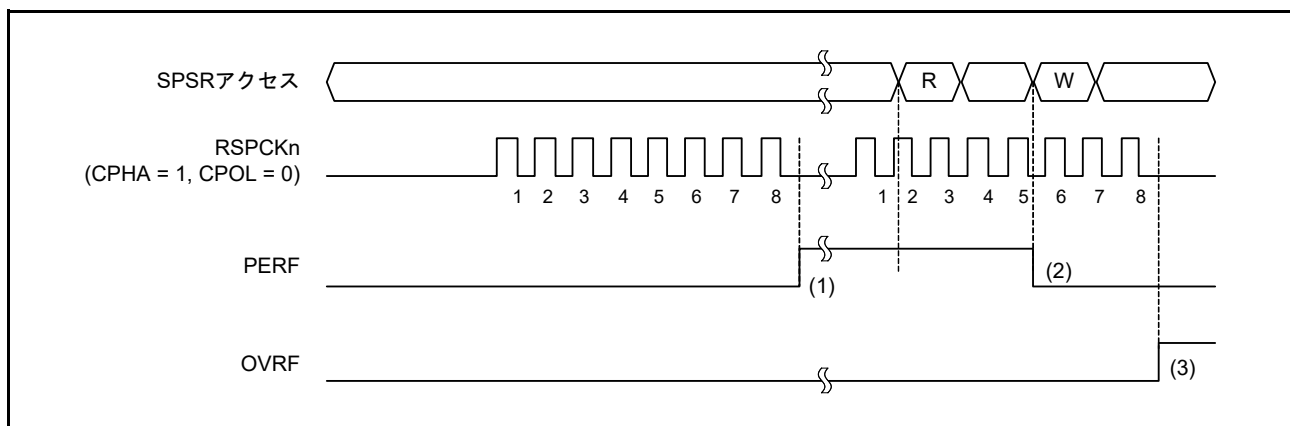 SPSRアクセス
R
W
RSPCKn
(CPHA = 1, CPOL = 0)
1 2 3 4 5 6 7 8 1 2 3 4 5 6 7 8
PERF
(1)
(2)
OVRF
(3)